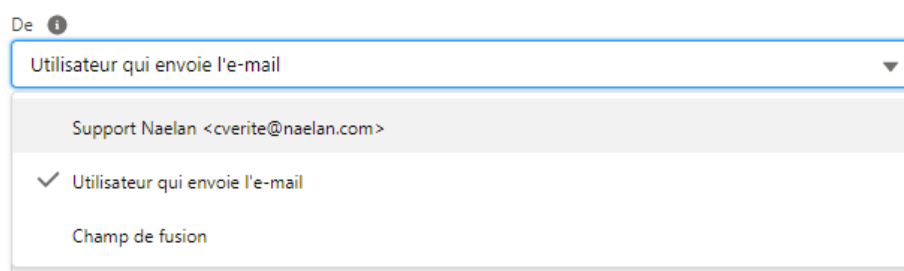 De
Utilisateur qui envoie l'e-mail
Support Naelan <cverite@naelan.com>
Utilisateur qui envoie l'e-mail
Champ de fusion